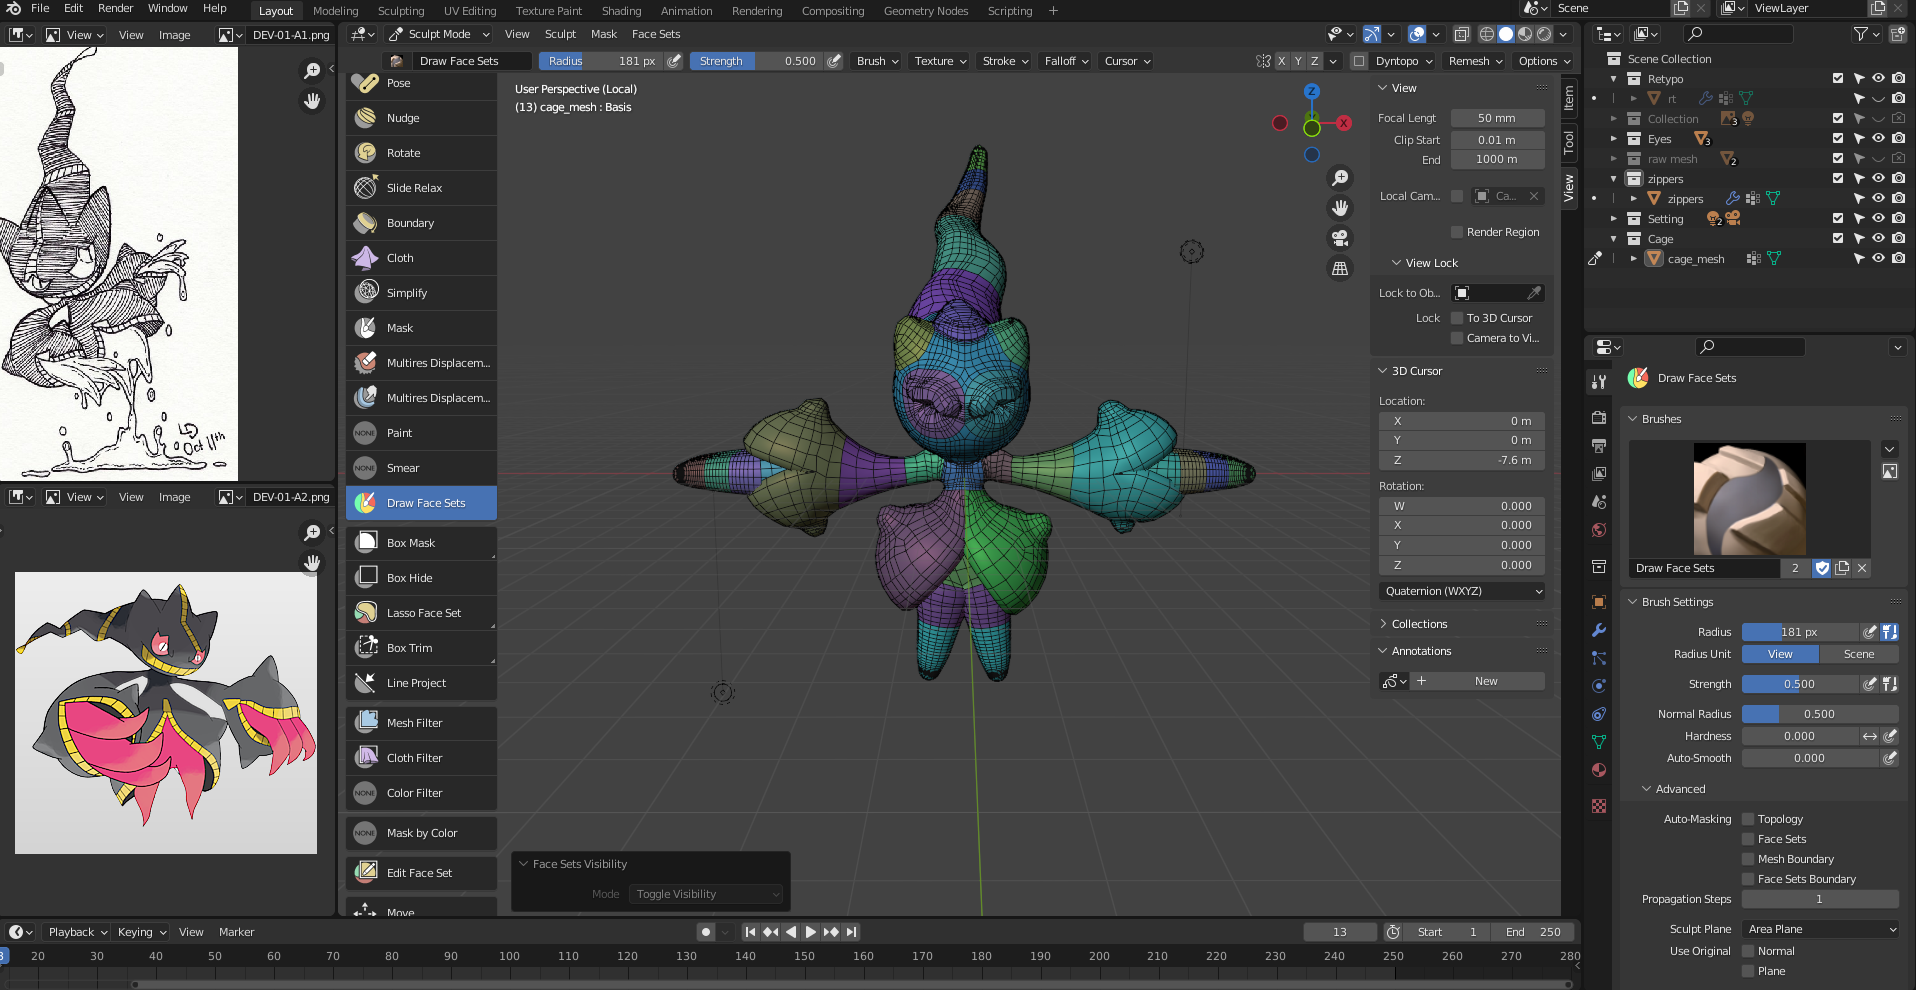 File Edit Render Window Help Layout Modeling Sculpting UV Editing Texture Paint Shading Animation Rendering Compositing Geometry Nodes Scripting + Scene ViewLayer
View View Image DEV-01-A1.png
Oct 11th
View View Image DEV-01-A2.png
Sculpt Mode View Sculpt Mask Face Sets
Draw Face Sets Radius 181 px Strength 0.500 Brush Texture Stroke Falloff Cursor X Y Z Dyntopo Remesh Options
Pose
Nudge
Rotate
Slide Relax
Boundary
Cloth
Simplify
Mask
Multires Displacem...
Multires Displacem...
NONE Paint
NONE Smear
Draw Face Sets
Box Mask
Box Hide
Lasso Face Set
Box Trim
Line Project
Mesh Filter
Cloth Filter
NONE Color Filter
NONE Mask by Color
Edit Face Set
Move
User Perspective (Local)
(13) cage_mesh : Basis
Z
X
Face Sets Visibility
Mode Toggle Visibility
View
Focal Lengt 50 mm
Clip Start 0.01 m
End 1000 m
Local Cam... Ca...
Render Region
View Lock
Lock to Ob...
Lock To 3D Cursor
Camera to Vi...
3D Cursor
Location:
X 0 m
Y 0 m
Z -7.6 m
Rotation:
W 0.000
X 0.000
Y 0.000
Z 0.000
Quaternion (WXYZ)
Collections
Annotations
+ New
Item
Tool
View
Scene Collection
Retypo
rt
Collection 3
Eyes 3
raw mesh 2
zippers
zippers
Setting 2
Cage
cage_mesh
Draw Face Sets
Brushes
Draw Face Sets 2
Brush Settings
Radius 181 px
Radius Unit View Scene
Strength 0.500
Normal Radius 0.500
Hardness 0.000
Auto-Smooth 0.000
Advanced
Auto-Masking Topology
Face Sets
Mesh Boundary
Face Sets Boundary
Propagation Steps 1
Sculpt Plane Area Plane
Use Original Normal
Plane
Playback Keying View Marker 13 Start 1 End 250
3 20 30 40 50 60 70 80 90 100 110 120 130 140 150 160 170 180 190 200 210 220 230 240 250 260 270 280